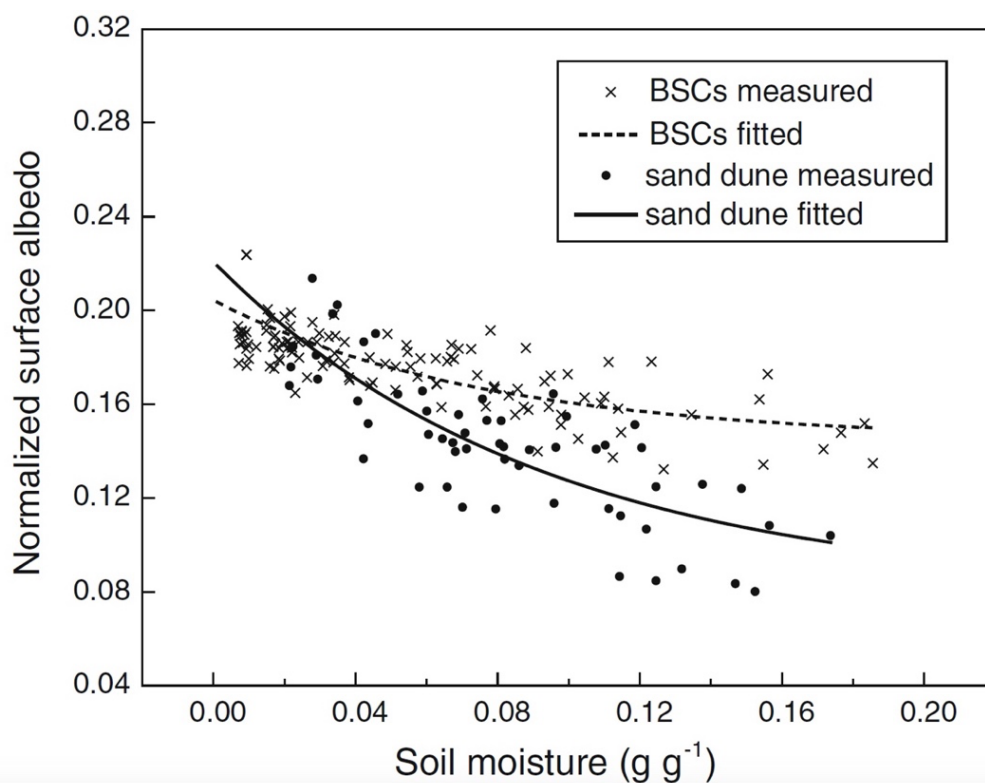 0.32
0.28
0.24
0.20
0.16
0.12
0.08
0.04
Normalized surface albedo
BSCs measured
BSCs fitted
sand dune measured
sand dune fitted
0.00 0.04 0.08 0.12 0.16 0.20
Soil moisture (g g⁻¹)